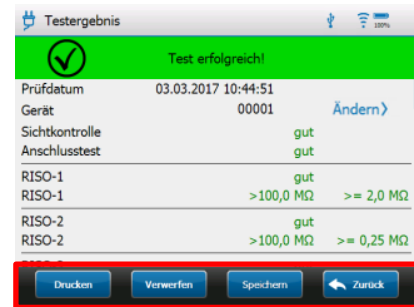 Testergebnis 100%
Test erfolgreich!
Prüfdatum 03.03.2017 10:44:51
Gerät 00001 Ändern
Sichtkontrolle gut
Anschlusstest gut
RISO-1 gut
RISO-1 >100,0 MΩ >= 2,0 MΩ
RISO-2 gut
RISO-2 >100,0 MΩ >= 0,25 MΩ
Drucken Verwerfen Speichern Zurück